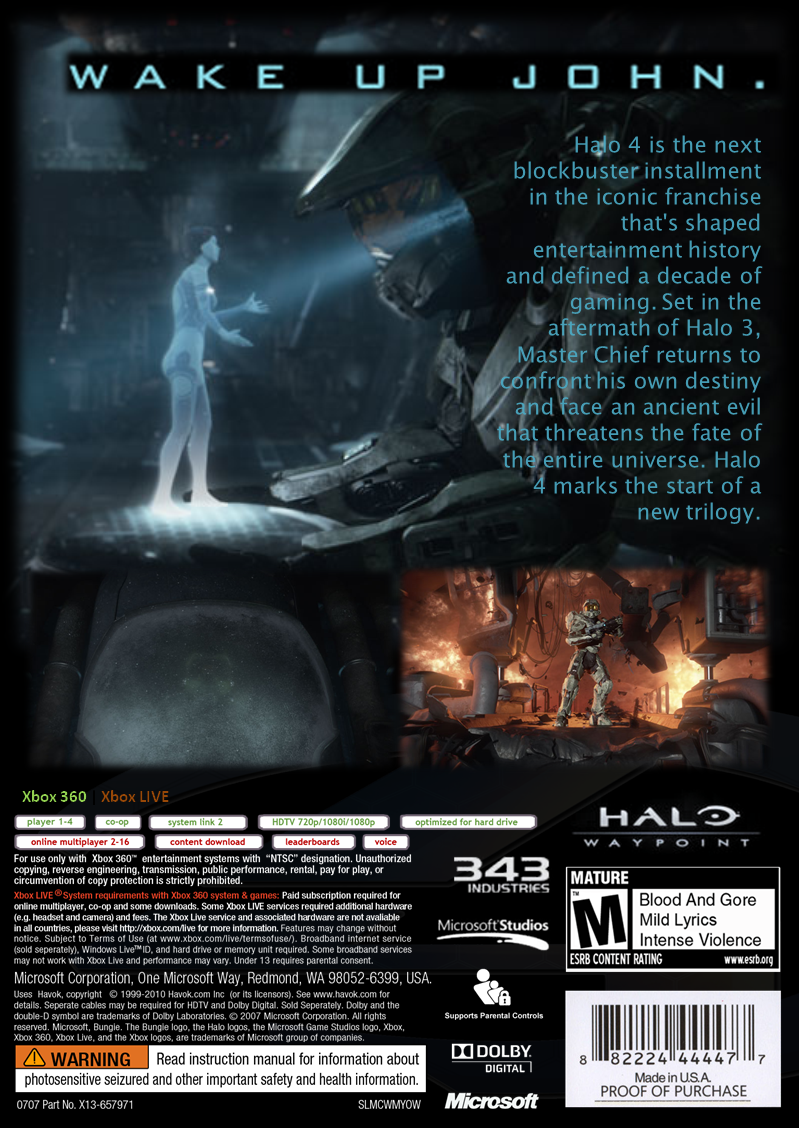 WAKE UP JOHN.
Halo 4 is the next
blockbuster installment
in the iconic franchise
that's shaped
entertainment history
and defined a decade of
gaming. Set in the
aftermath of Halo 3,
Master Chief returns to
confront his own destiny
and face an ancient evil
that threatens the fate of
the entire universe. Halo
4 marks the start of a
new trilogy.
Xbox 360 | Xbox LIVE
player 1-4 co-op system link 2 HDTV 720p/1080i/1080p optimized for hard drive
online multiplayer 2-16 content download leaderboards voice
For use only with Xbox 360™ entertainment systems with “NTSC” designation. Unauthorized
copying, reverse engineering, transmission, public performance, rental, pay for play, or
circumvention of copy protection is strictly prohibited.
Xbox LIVE® System requirements with Xbox 360 system & games: Paid subscription required for
online multiplayer, co-op and some downloads. Some Xbox LIVE services required additional hardware
(e.g. headset and camera) and fees. The Xbox Live service and associated hardware are not avaliable
in all countries, please visit http://xbox.com/live for more information. Features may change without
notice. Subject to Terms of Use (at www.xbox.com/live/termsofuse/). Broadband internet service
(sold seperately), Windows Live™ID, and hard drive or memory unit required. Some broadband services
may not work with Xbox Live and performance may vary. Under 13 requires parental consent.
Microsoft Corporation, One Microsoft Way, Redmond, WA 98052-6399, USA.
Uses Havok, copyright © 1999-2010 Havok.com Inc (or its licensors). See www.havok.com for
details. Seperate cables may be required for HDTV and Dolby Digital. Sold Seperately. Dolby and the
double-D symbol are trademarks of Dolby Laboratories. © 2007 Microsoft Corporation. All rights
reserved. Microsoft, Bungie. The Bungie logo, the Halo logos, the Microsoft Game Studios logo, Xbox,
Xbox 360, Xbox Live, and the Xbox logos, are trademarks of Microsoft group of companies.
WARNING Read instruction manual for information about
photosensitive seizured and other important safety and health information.
0707 Part No. X13-657971 SLMCWMYOW
HALO
WAYPOINT
343
INDUSTRIES
Microsoft® Studios
Supports Parental Controls
DOLBY
DIGITAL
Microsoft
MATURE
M
Blood And Gore
Mild Lyrics
Intense Violence
ESRB CONTENT RATING www.esrb.org
8 82224 44447 7
Made in U.S.A.
PROOF OF PURCHASE